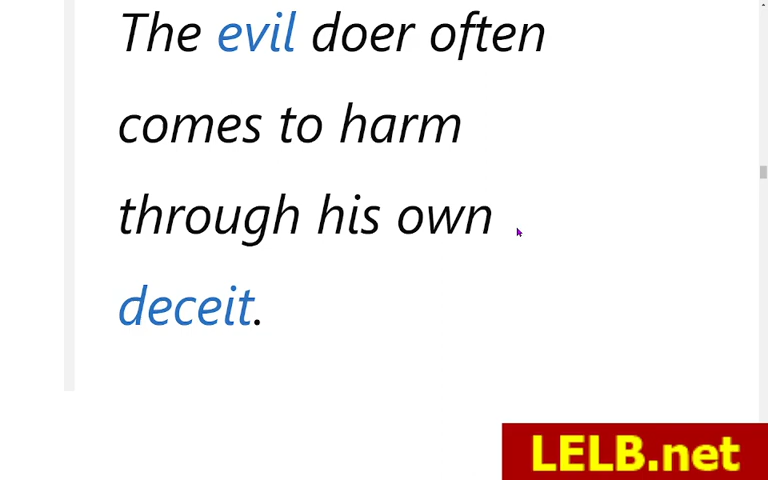 The evil doer often
comes to harm
through his own
deceit.
LELB.net